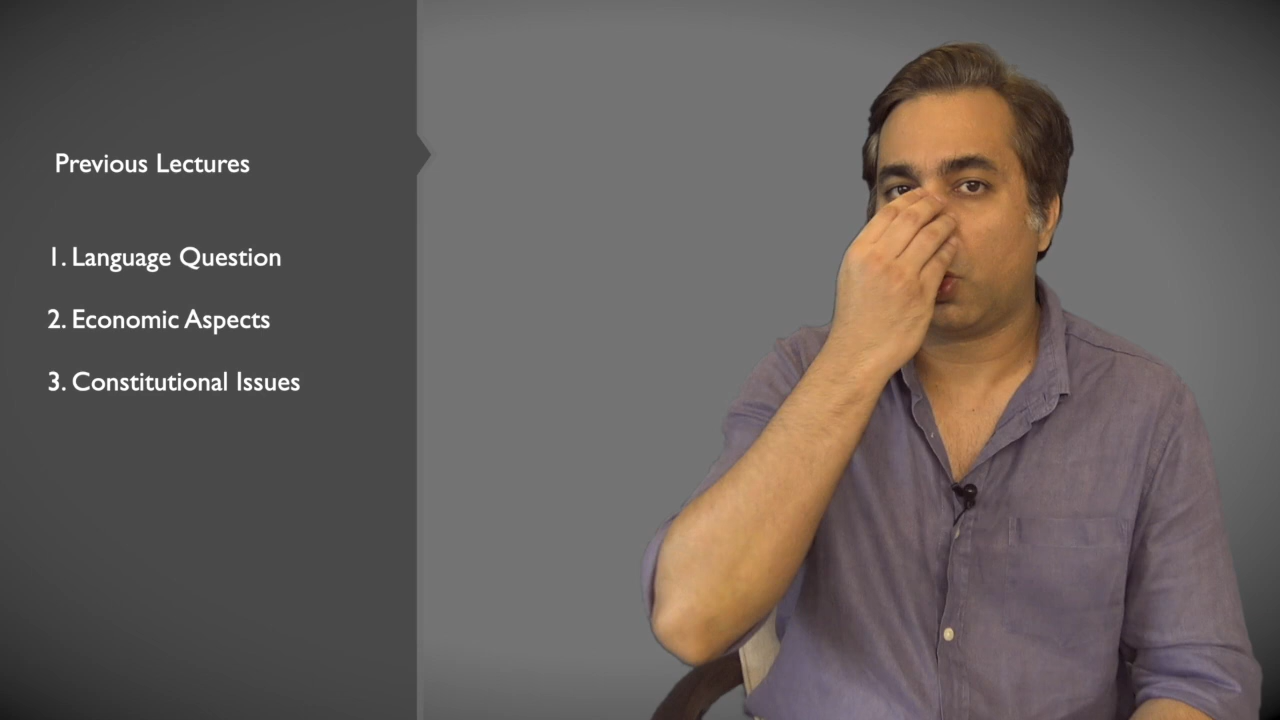 Previous Lectures
1. Language Question
2. Economic Aspects
3. Constitutional Issues